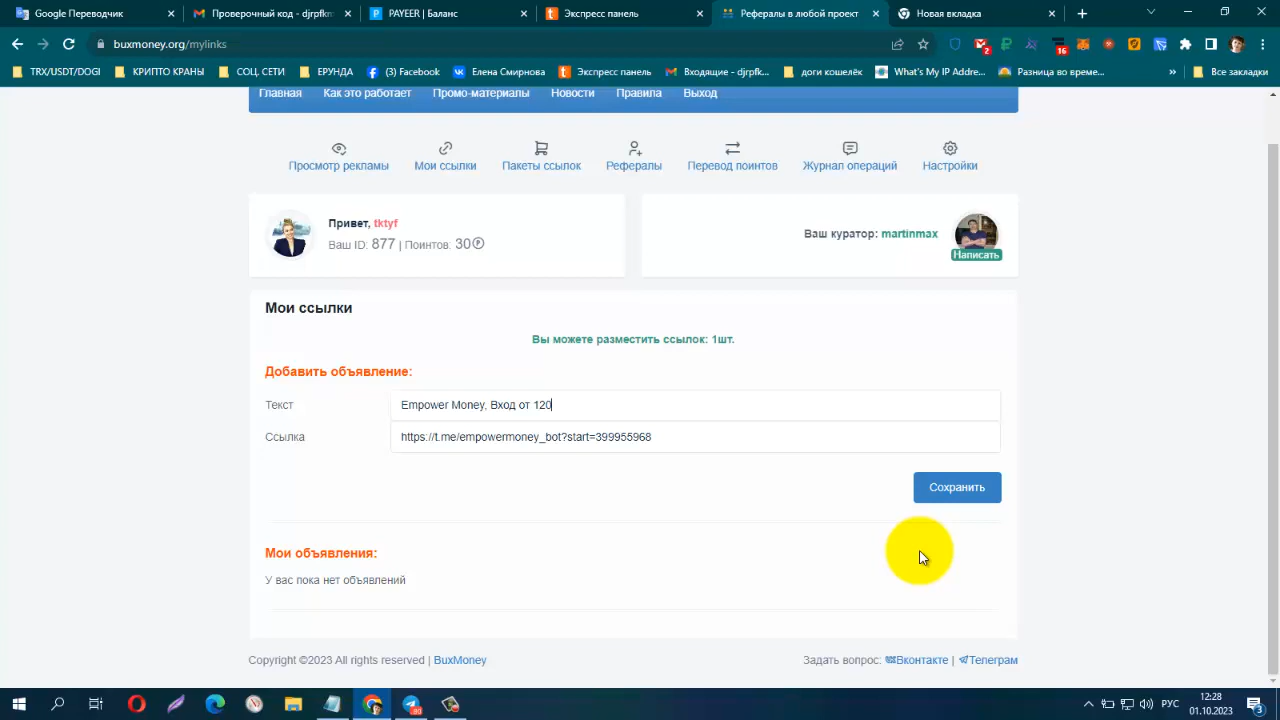 Google Переводчик
Проверочный код - djrpfkm
PAYEER | Баланс
Экспресс панель
Рефералы в любой проект
Новая вкладка
buxmoney.org/mylinks
2
16
TRX/USDT/DOGI
КРИПТО КРАНЫ
СОЦ. СЕТИ
ЕРУНДА
(3) Facebook
Елена Смирнова
Экспресс панель
Входящие - djrpfk...
доги кошелёк
What's My IP Addre...
Разница во време...
»
Все закладки
Главная
Как это работает
Промо-материалы
Новости
Правила
Выход
Просмотр рекламы
Мои ссылки
Пакеты ссылок
Рефералы
Перевод поинтов
Журнал операций
Настройки
Привет, tktyf
Ваш ID: 877 | Поинтов: 30
Ваш куратор: martinmax
Написать
Мои ссылки
Вы можете разместить ссылок: 1шт.
Добавить объявление:
Текст
Empower Money, Вход от 120
Ссылка
https://t.me/empowermoney_bot?start=399955968
Сохранить
Мои объявления:
У вас пока нет объявлений
Copyright ©2023 All rights reserved | BuxMoney
Задать вопрос: Вконтакте | Телеграм
РУС
12:28
01.10.2023
3